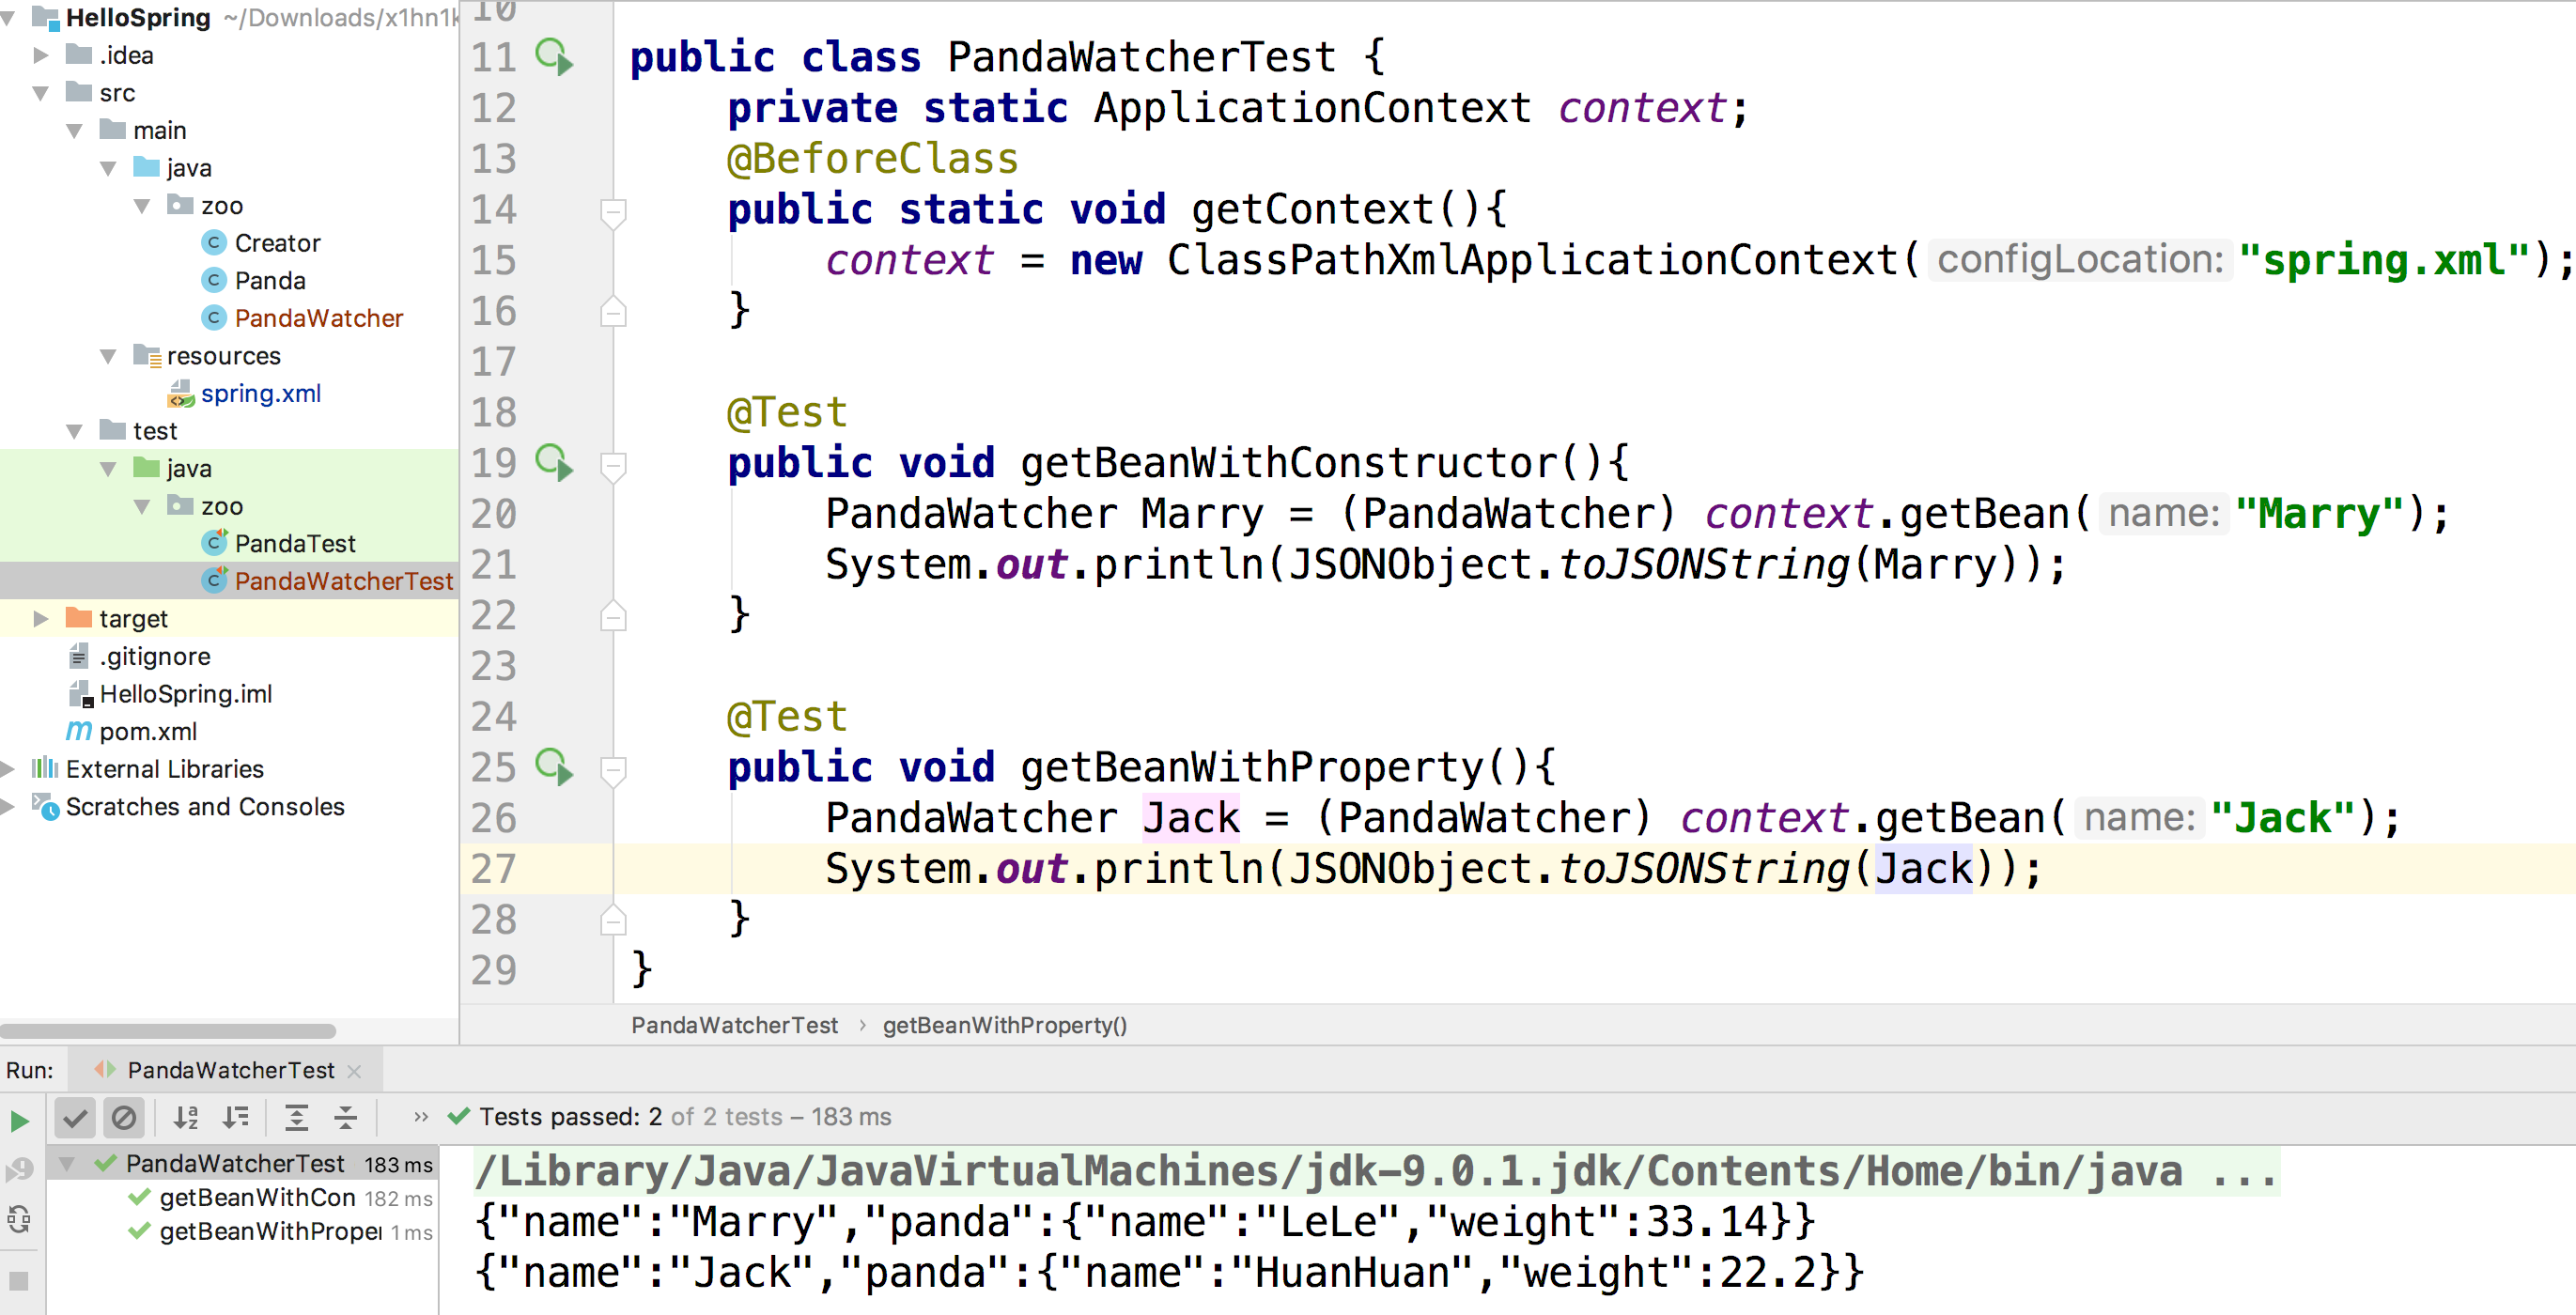 HelloSpring ~/Downloads/x1hn1k
.idea
src
main
java
zoo
Creator
Panda
PandaWatcher
resources
spring.xml
test
java
zoo
PandaTest
PandaWatcherTest
target
.gitignore
HelloSpring.iml
pom.xml
External Libraries
Scratches and Consoles
10
11 public class PandaWatcherTest {
12 private static ApplicationContext context;
13 @BeforeClass
14 public static void getContext(){
15 context = new ClassPathXmlApplicationContext( configLocation: "spring.xml");
16 }
17
18 @Test
19 public void getBeanWithConstructor(){
20 PandaWatcher Marry = (PandaWatcher) context.getBean( name: "Marry");
21 System.out.println(JSONObject.toJSONString(Marry));
22 }
23
24 @Test
25 public void getBeanWithProperty(){
26 PandaWatcher Jack = (PandaWatcher) context.getBean( name: "Jack");
27 System.out.println(JSONObject.toJSONString(Jack));
28 }
29 }
PandaWatcherTest › getBeanWithProperty()
Run: PandaWatcherTest ×
» Tests passed: 2 of 2 tests – 183 ms
PandaWatcherTest 183 ms
getBeanWithCon 182 ms
getBeanWithProper 1 ms
/Library/Java/JavaVirtualMachines/jdk-9.0.1.jdk/Contents/Home/bin/java ...
{"name":"Marry","panda":{"name":"LeLe","weight":33.14}}
{"name":"Jack","panda":{"name":"HuanHuan","weight":22.2}}